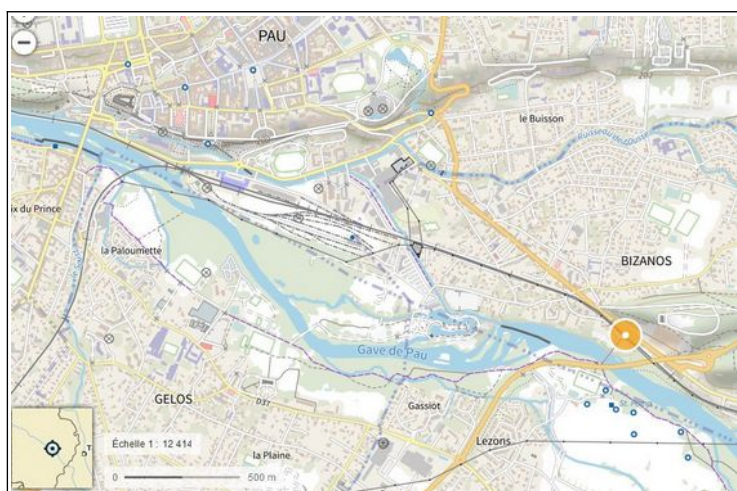 PAU
le Buisson
ix du Prince
la Paloumette
BIZANOS
Gave de Pau
GELOS
D37
Gassiot
Lezons
la Plaine
Échelle 1 : 12 414
0 500 m